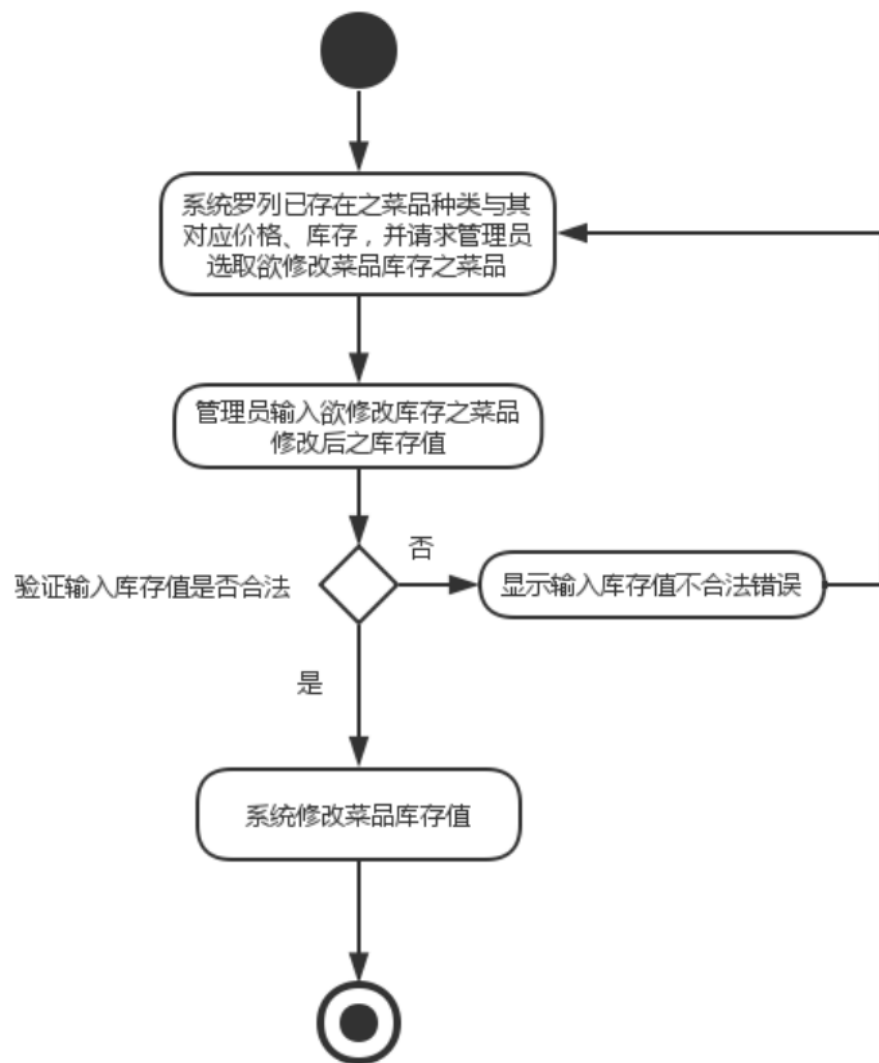 系统罗列已存在之菜品种类与其
对应价格、库存，并请求管理员
选取欲修改菜品库存之菜品
管理员输入欲修改库存之菜品
修改后之库存值
否
验证输入库存值是否合法
显示输入库存值不合法错误
是
系统修改菜品库存值